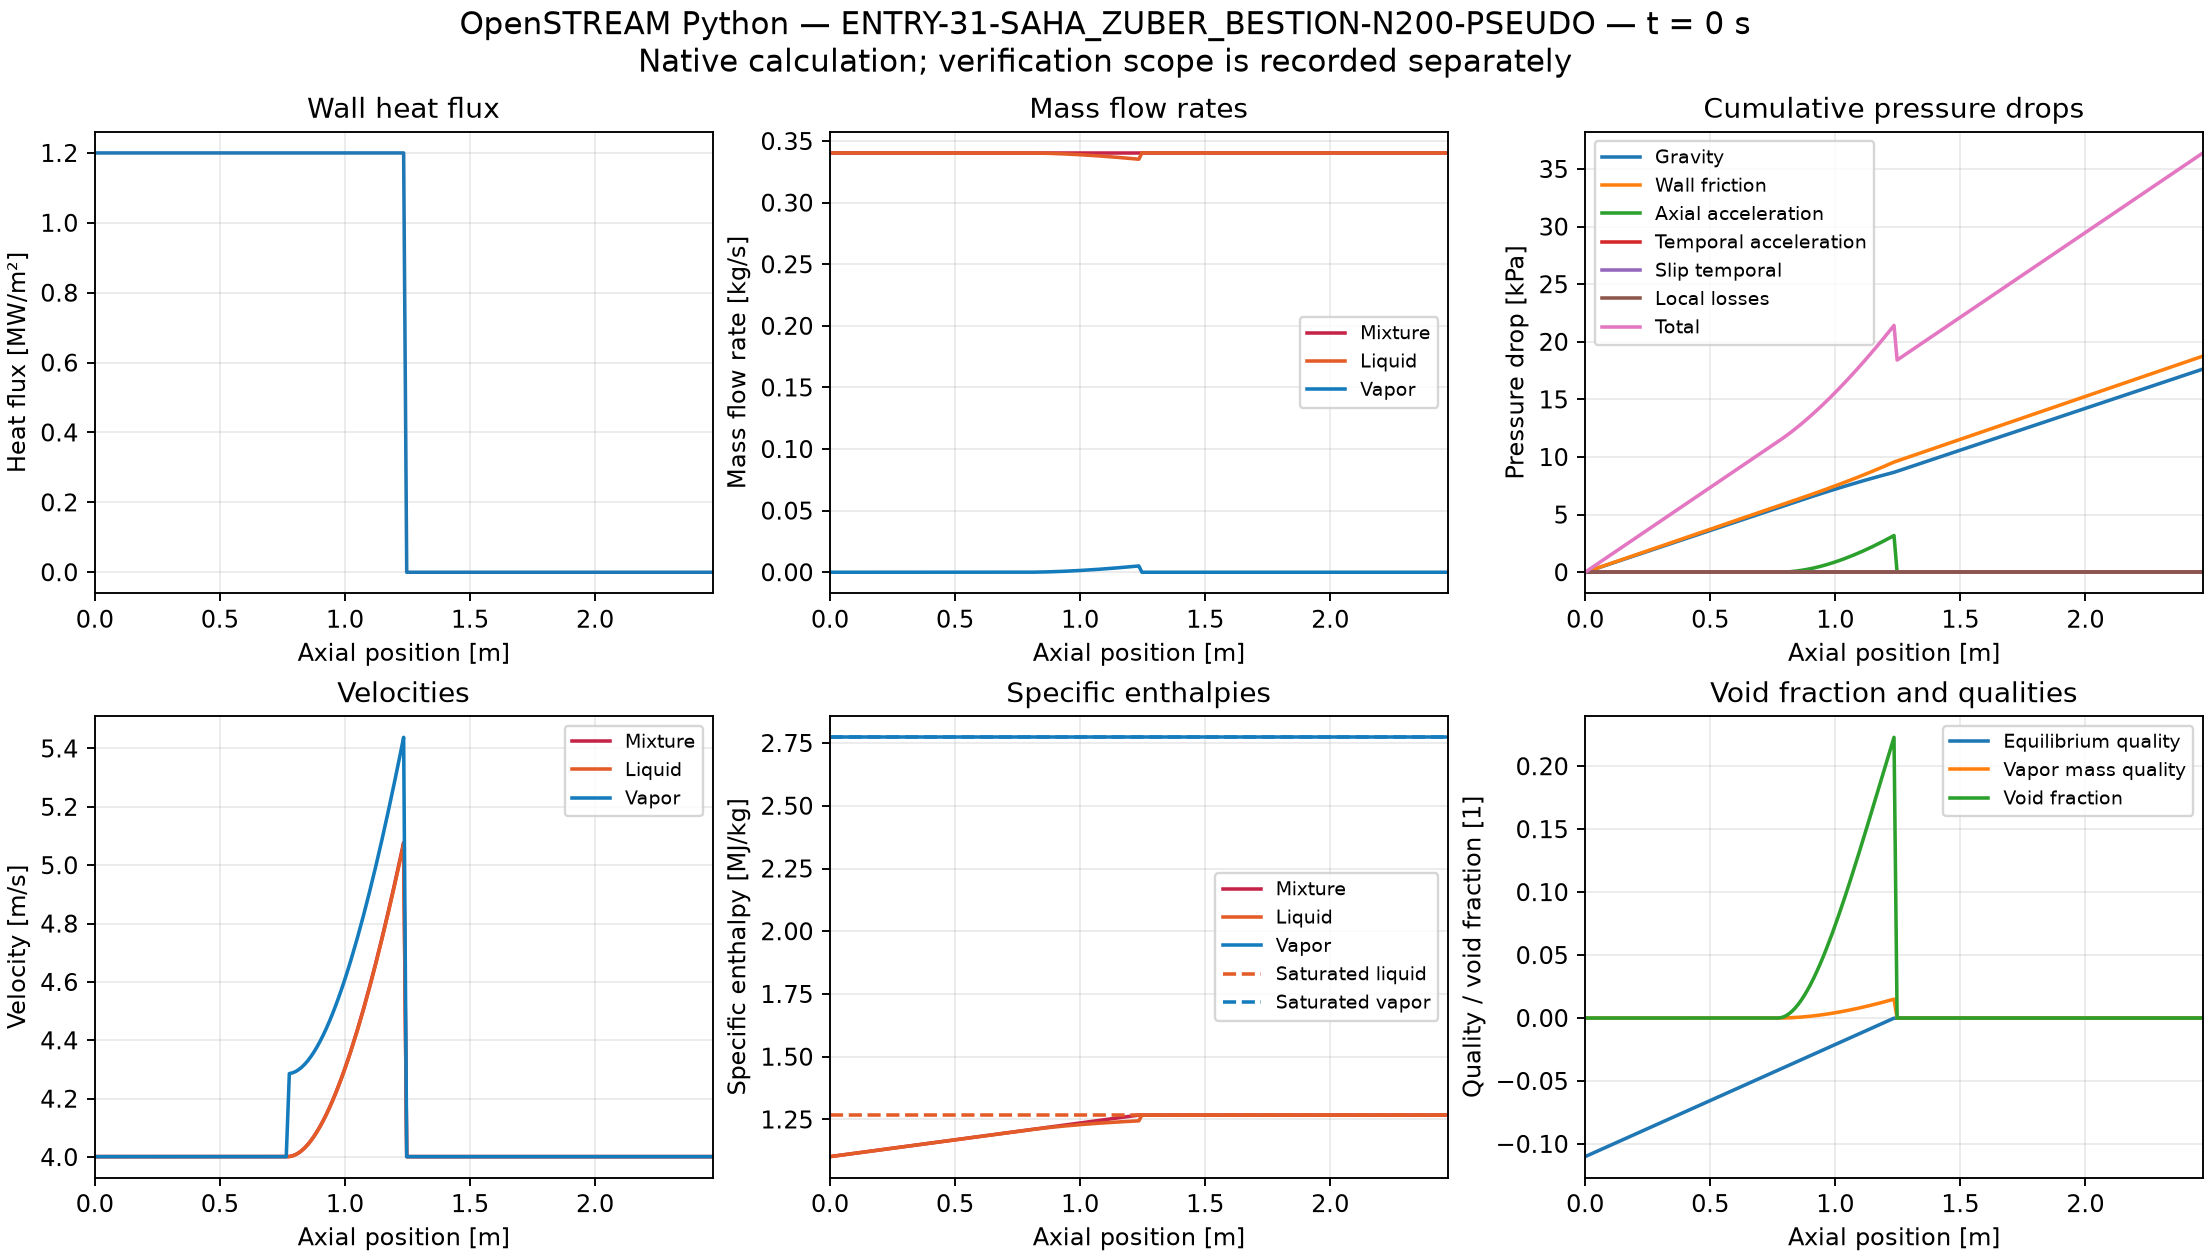 OpenSTREAM Python — ENTRY-31-SAHA_ZUBER_BESTION-N200-PSEUDO — t = 0 s
Native calculation; verification scope is recorded separately
Wall heat flux
Heat flux [MW/m²]
1.2
1.0
0.8
0.6
0.4
0.2
0.0
0.0 0.5 1.0 1.5 2.0
Axial position [m]
Mass flow rates
Mass flow rate [kg/s]
0.35
0.30
0.25
0.20
0.15
0.10
0.05
0.00
Mixture
Liquid
Vapor
0.0 0.5 1.0 1.5 2.0
Axial position [m]
Cumulative pressure drops
Pressure drop [kPa]
35
30
25
20
15
10
5
0
Gravity
Wall friction
Axial acceleration
Temporal acceleration
Slip temporal
Local losses
Total
0.0 0.5 1.0 1.5 2.0
Axial position [m]
Velocities
Velocity [m/s]
5.4
5.2
5.0
4.8
4.6
4.4
4.2
4.0
Mixture
Liquid
Vapor
0.0 0.5 1.0 1.5 2.0
Axial position [m]
Specific enthalpies
Specific enthalpy [MJ/kg]
2.75
2.50
2.25
2.00
1.75
1.50
1.25
Mixture
Liquid
Vapor
Saturated liquid
Saturated vapor
0.0 0.5 1.0 1.5 2.0
Axial position [m]
Void fraction and qualities
Quality / void fraction [1]
0.20
0.15
0.10
0.05
0.00
−0.05
−0.10
Equilibrium quality
Vapor mass quality
Void fraction
0.0 0.5 1.0 1.5 2.0
Axial position [m]